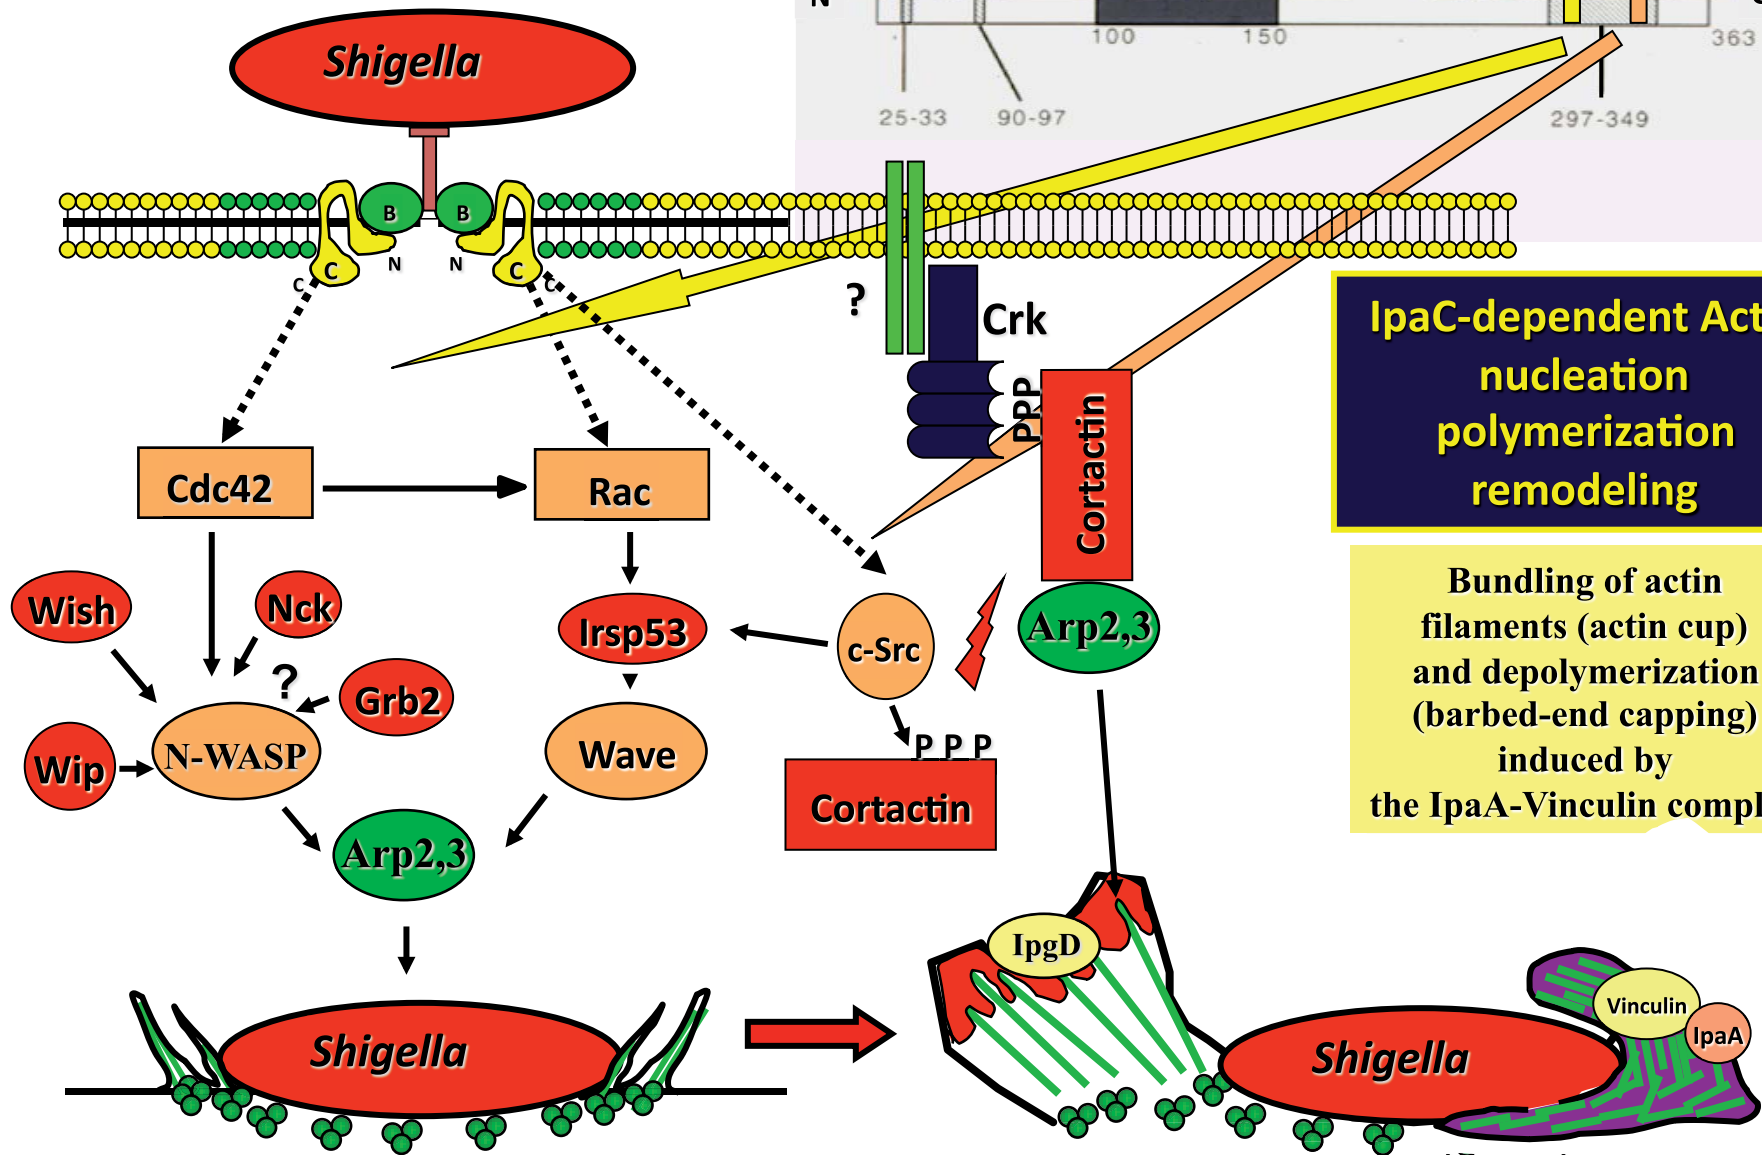 N
100
150
363
25-33
90-97
297-349
Shigella
B
B
C
N
N
C
C
C
?
Crk
PPP
Cortactin
IpaC-dependent Act
nucleation
polymerization
remodeling
Cdc42
Rac
Wish
Nck
?
Grb2
Wip
N-WASP
Irsp53
c-Src
Arp2,3
Wave
P P P
Cortactin
Arp2,3
Bundling of actin
filaments (actin cup)
and depolymerization
(barbed-end capping)
induced by
the IpaA-Vinculin compl
IpgD
Shigella
Shigella
Vinculin
IpaA